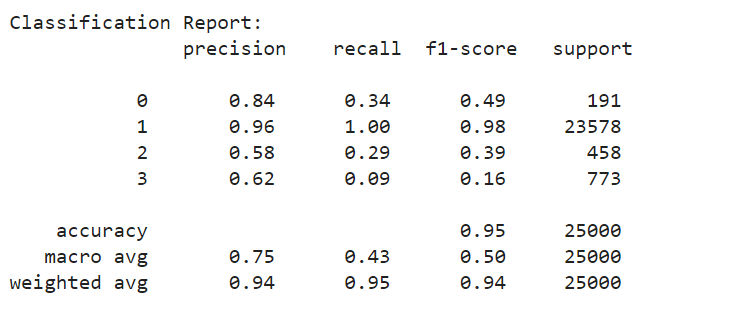 Classification Report:
precision recall f1-score support
0 0.84 0.34 0.49 191
1 0.96 1.00 0.98 23578
2 0.58 0.29 0.39 458
3 0.62 0.09 0.16 773
accuracy 0.95 25000
macro avg 0.75 0.43 0.50 25000
weighted avg 0.94 0.95 0.94 25000